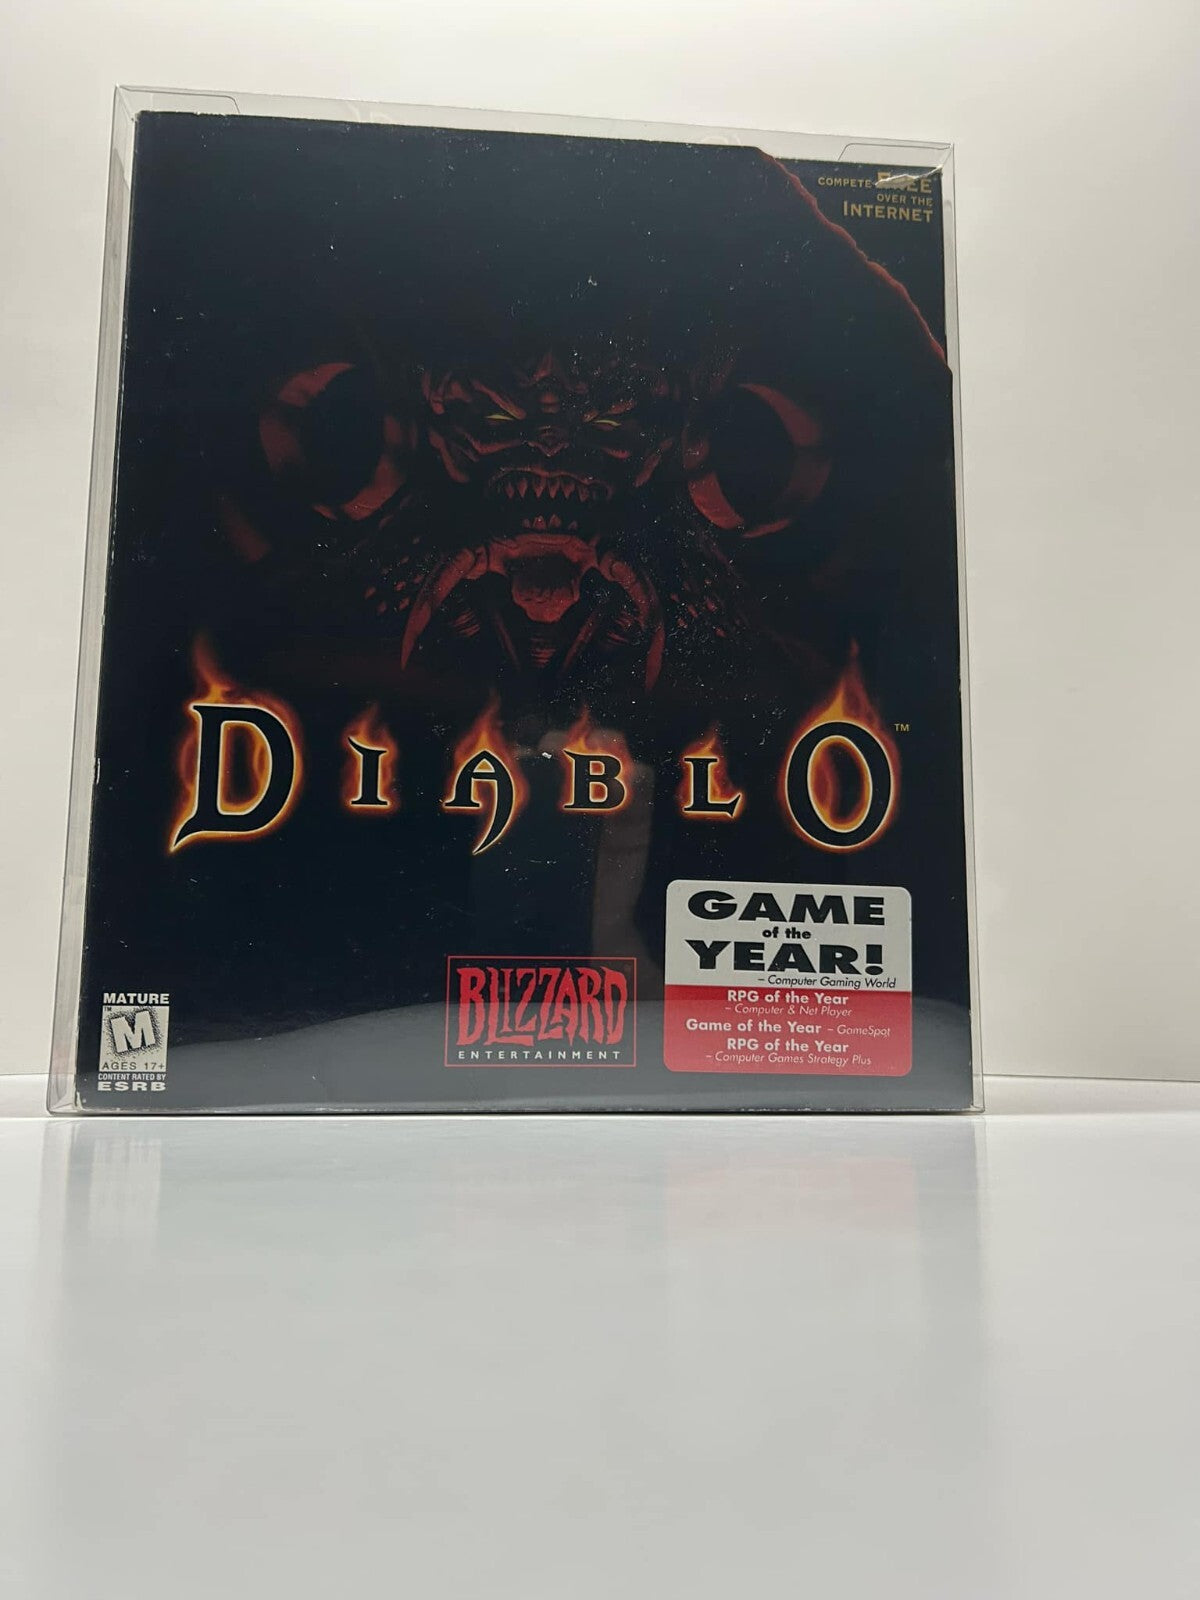 COMPETE FREE
OVER THE
INTERNET
DIABLO™
GAME
of the
YEAR!
– Computer Gaming World
RPG of the Year
– Computer & Net Player
Game of the Year – GameSpot
RPG of the Year
– Computer Games Strategy Plus
BLIZZARD
ENTERTAINMENT
MATURE
™
M
AGES 17+
CONTENT RATED BY
ESRB